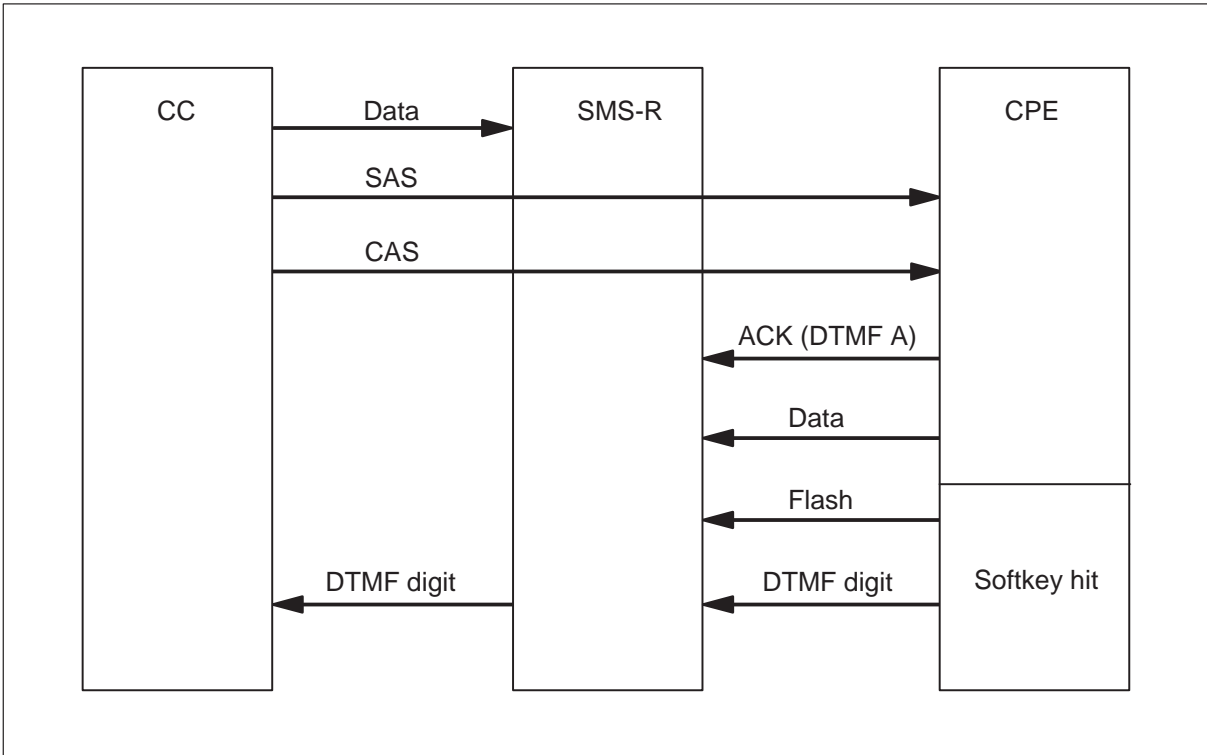 CC
Data
SMS-R
CPE
SAS
CAS
ACK (DTMF A)
Data
Flash
DTMF digit
DTMF digit
Softkey hit